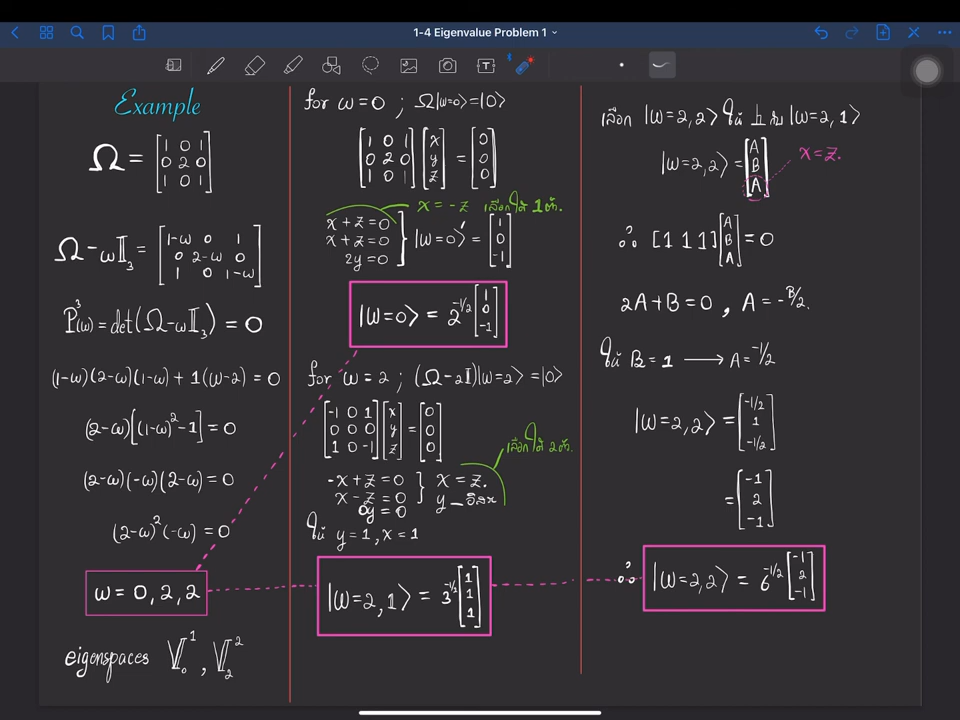 1-4 Eigenvalue Problem 1
Example
Ω = [1 0 1; 0 2 0; 1 0 1]
Ω-ω𝕀₃ = [1-ω 0 1; 0 2-ω 0; 1 0 1-ω]
P³(ω) = det(Ω-ω𝕀₃) = 0
(1-ω)(2-ω)(1-ω) + 1(ω-2) = 0
(2-ω)[(1-ω)²-1] = 0
(2-ω)(-ω)(2-ω) = 0
(2-ω)²(-ω) = 0
ω = 0, 2, 2
eigenspaces 𝕍₀¹, 𝕍₂²
for ω=0 ; Ω|ω=0⟩=|0⟩
[1 0 1; 0 2 0; 1 0 1][x; y; z] = [0; 0; 0]
x = -z เลือกได้ 1 ตัว.
x+z=0
x+z=0
2y=0
} |ω=0⟩' = [1; 0; -1]
|ω=0⟩ = 2^(-1/2) [1; 0; -1]
for ω=2 ; (Ω-2𝕀)|ω=2⟩=|0⟩
[-1 0 1; 0 0 0; 1 0 -1][x; y; z] = [0; 0; 0]
เลือกได้ 2 ตัว.
-x+z=0
x-z=0
0y=0
} x=z.
y _ อิสระ
ให้ y=1, x=1
|ω=2,1⟩ = 3^(-1/2) [1; 1; 1]
เลือก |ω=2,2⟩ ให้ ⊥ กับ |ω=2,1⟩
|ω=2,2⟩ = [A; B; A] x=z.
∴ [1 1 1][A; B; A] = 0
2A+B=0, A=-B/2.
ให้ B=1 ⟶ A=-1/2
|ω=2,2⟩ = [-1/2; 1; -1/2]
= [-1; 2; -1]
∴ |ω=2,2⟩ = 6^(-1/2) [-1; 2; -1]